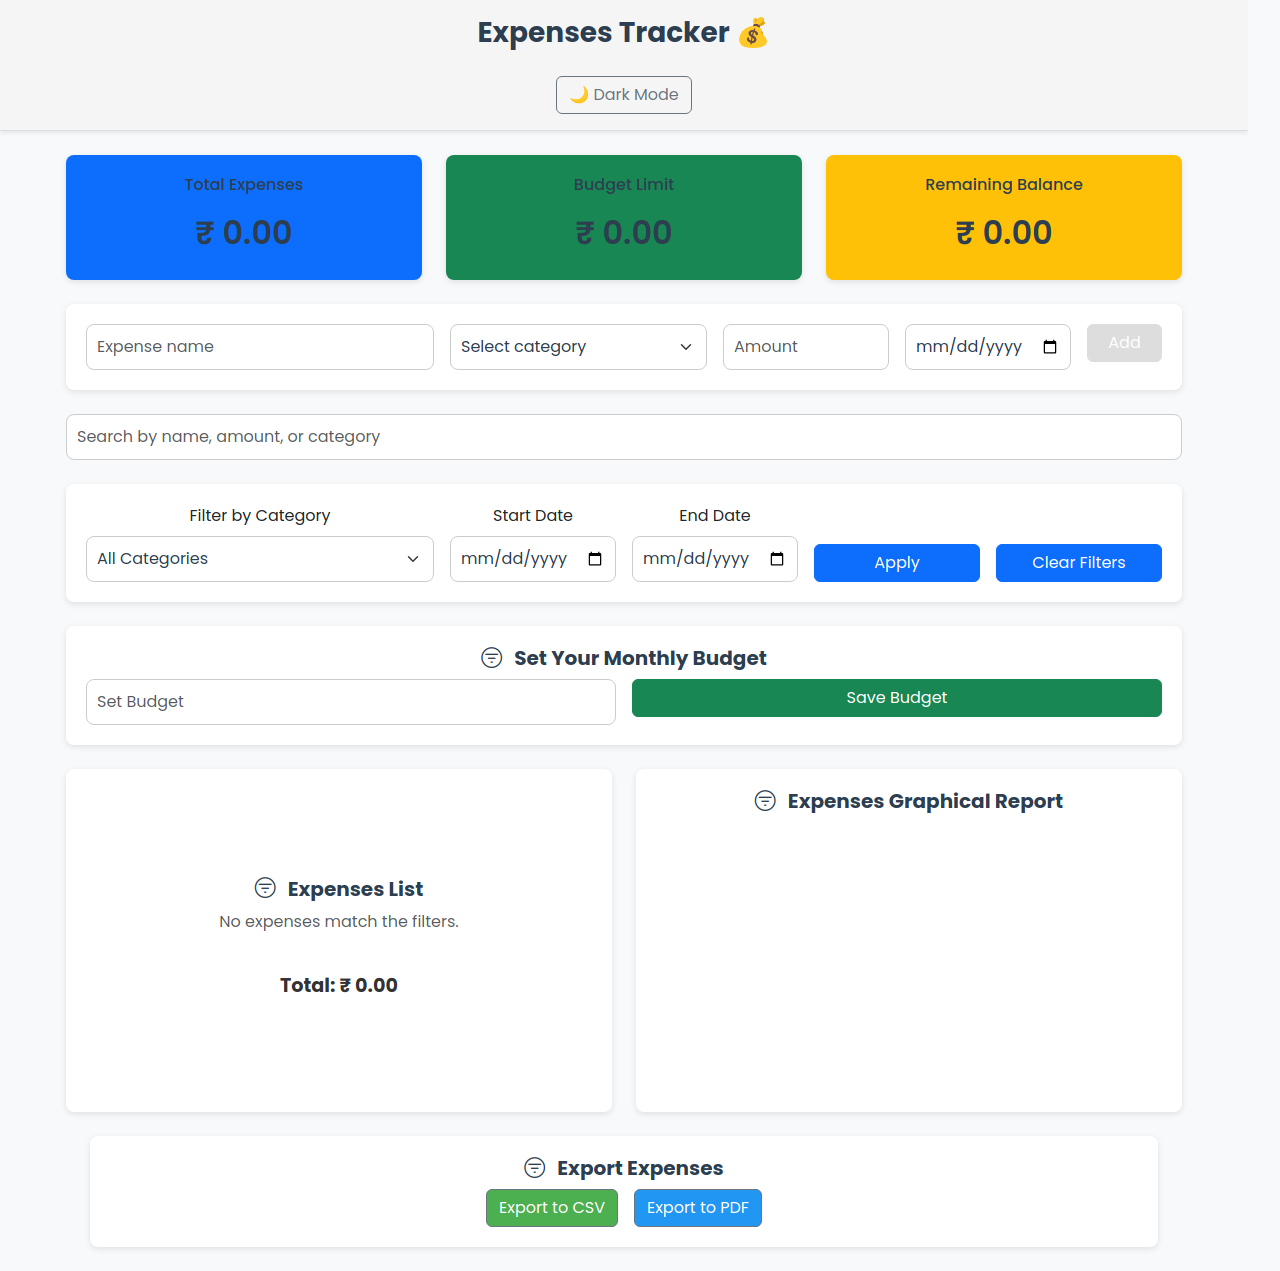 Expenses Tracker 💰
🌙 Dark Mode
Total Expenses
₹ 0.00
Budget Limit
₹ 0.00
Remaining Balance
₹ 0.00
Expense name
Select category
Amount
mm/dd/yyyy
Add
Search by name, amount, or category
Filter by Category
Start Date
End Date
All Categories
mm/dd/yyyy
mm/dd/yyyy
Apply
Clear Filters
Set Your Monthly Budget
Set Budget
Save Budget
Expenses List
No expenses match the filters.
Total: ₹ 0.00
Expenses Graphical Report
Export Expenses
Export to CSV
Export to PDF